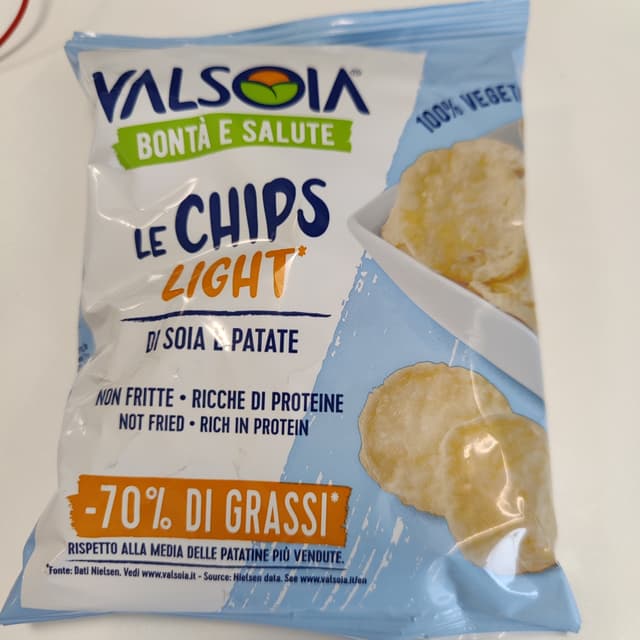 VALSOIA
BONTÀ E SALUTE
100% VEGET
LE CHIPS
LIGHT*
DI SOIA E PATATE
NON FRITTE • RICCHE DI PROTEINE
NOT FRIED • RICH IN PROTEIN
-70% DI GRASSI*
RISPETTO ALLA MEDIA DELLE PATATINE PIÙ VENDUTE.
*Fonte: Dati Nielsen. Vedi www.valsoia.it - Source: Nielsen data. See www.valsoia.it/en